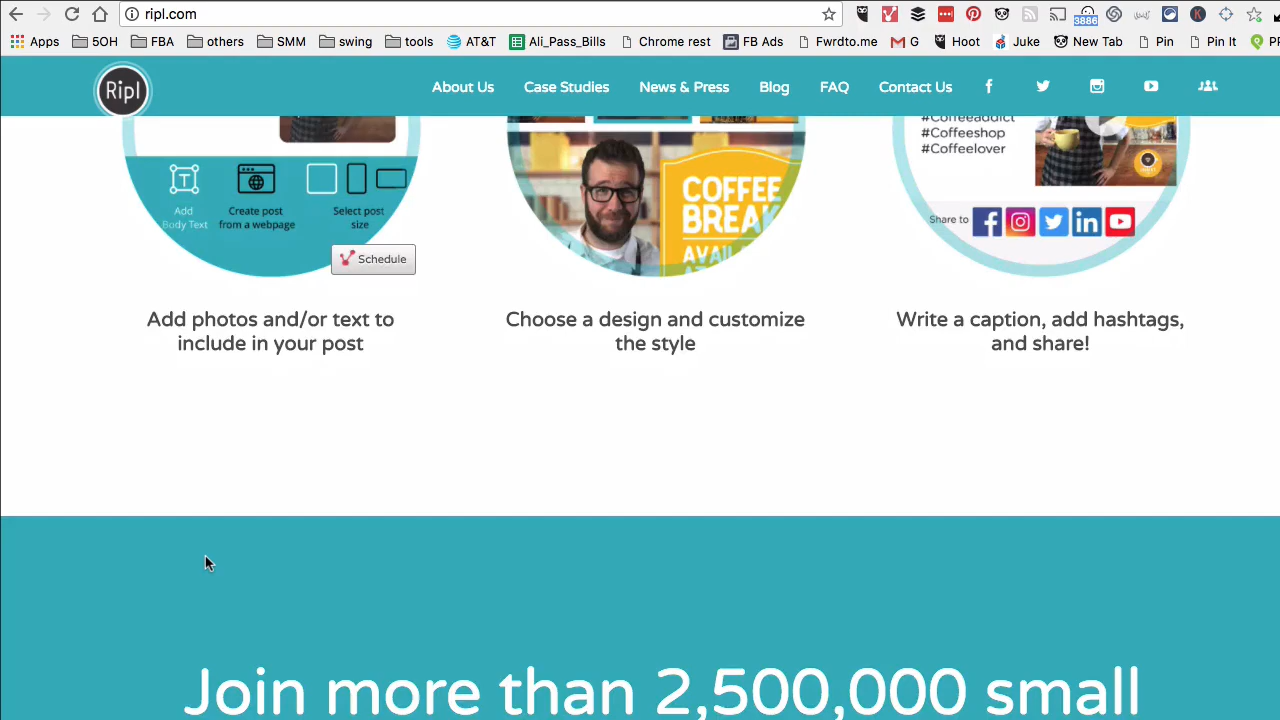 ripl.com
3886
Apps 5OH FBA others SMM swing tools AT&T Ali_Pass_Bills Chrome rest FB Ads Fwrdto.me G Hoot Juke New Tab Pin Pin It
Ripl About Us Case Studies News & Press Blog FAQ Contact Us
#Coffeeaddict
#Coffeeshop
#Coffeelover
Add
Body Text
Create post
from a webpage
Select post
size
Schedule
COFFEE
BREAK
Share to
Add photos and/or text to
include in your post
Choose a design and customize
the style
Write a caption, add hashtags,
and share!
Join more than 2,500,000 small